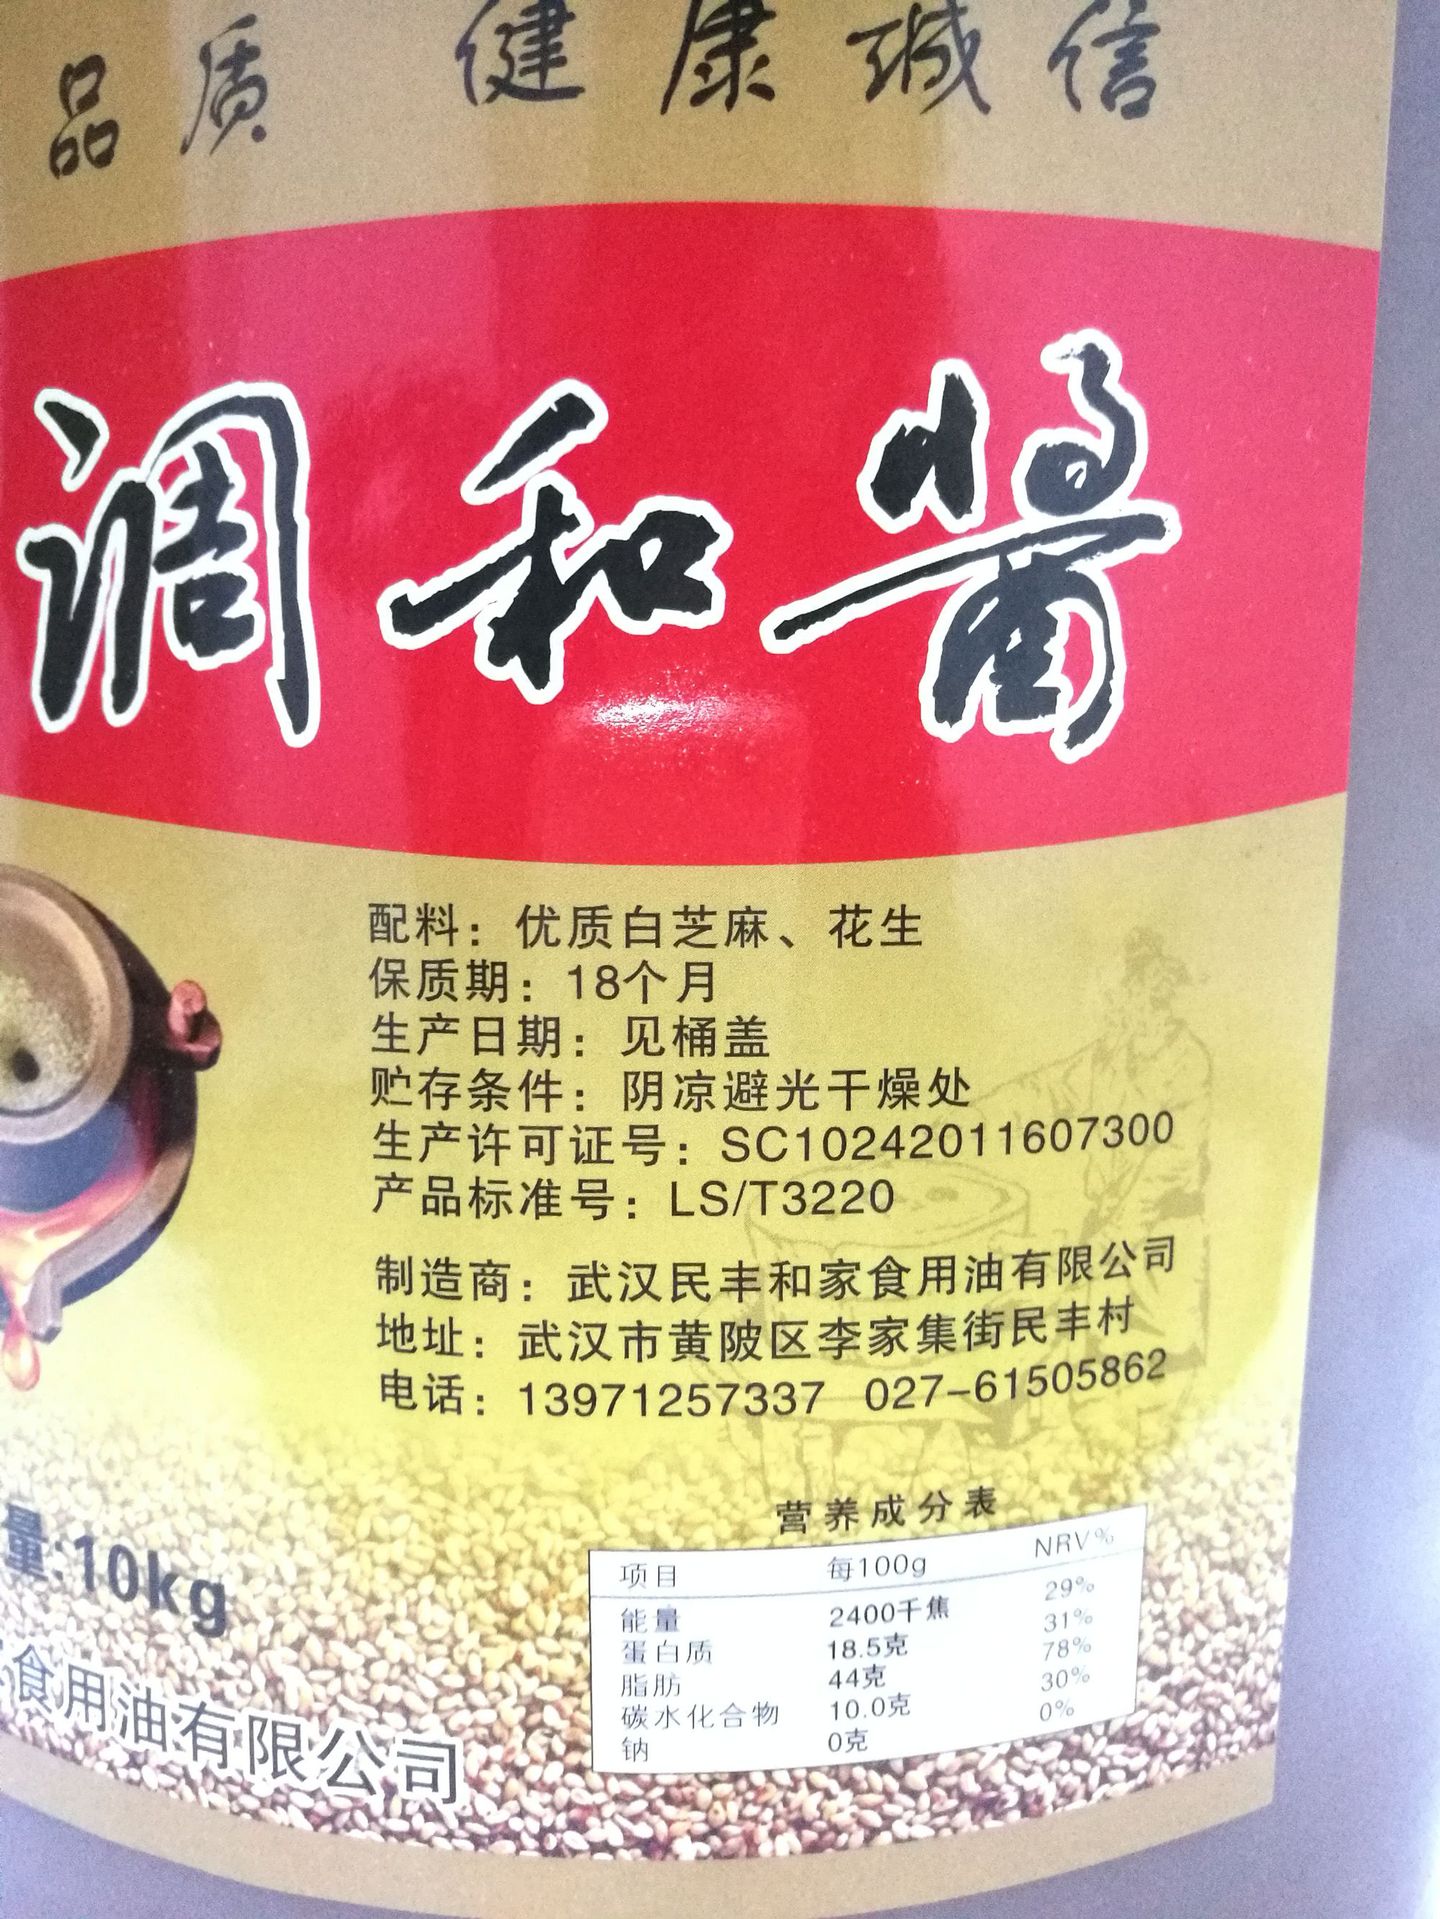 品质 健康 诚信
调和酱
配料：优质白芝麻、花生
保质期：18个月
生产日期：见桶盖
贮存条件：阴凉避光干燥处
生产许可证号：SC10242011607300
产品标准号：LS/T3220
制造商：武汉民丰和家食用油有限公司
地址：武汉市黄陂区李家集街民丰村
电话：13971257337 027-61505862
量:10kg
食用油有限公司
营养成分表
项目 每100g NRV%
能量 2400千焦 29%
蛋白质 18.5克 31%
脂肪 44克 78%
碳水化合物 10.0克 30%
钠 0克 0%